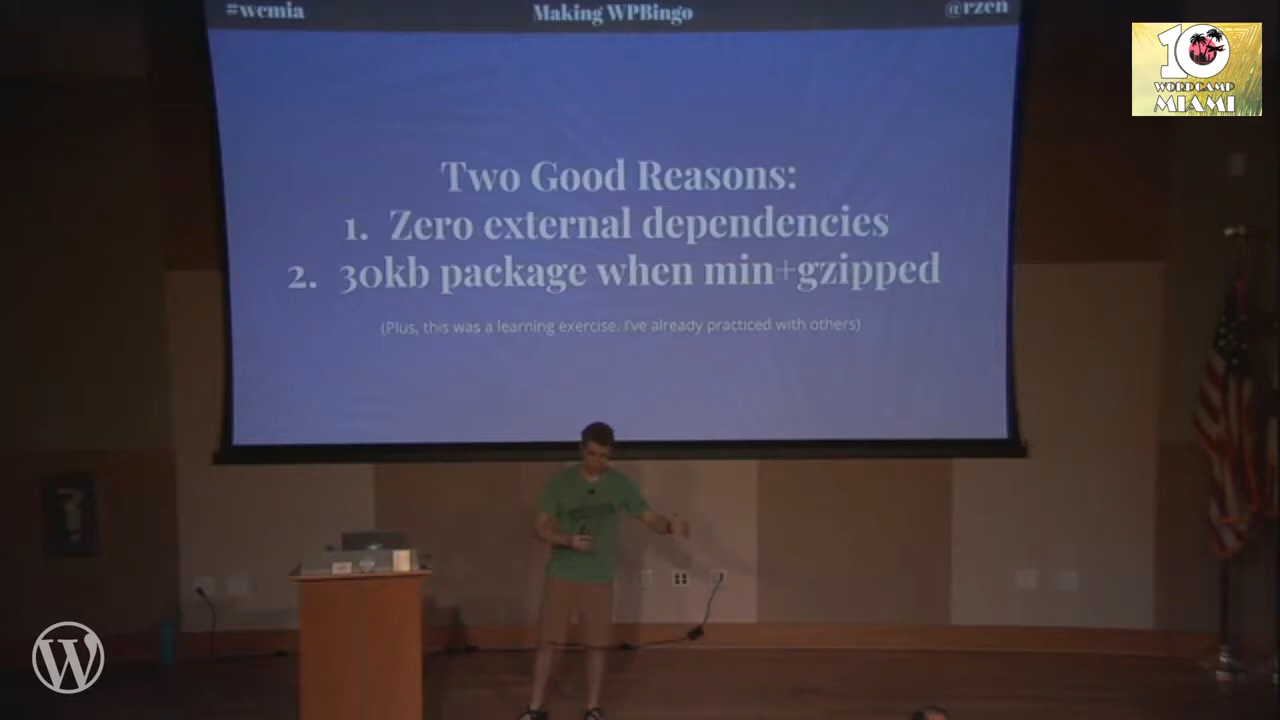 #wcmia
Making WPBingo
@rzen
10
WORDCAMP
MIAMI
Two Good Reasons:
1. Zero external dependencies
2. 30kb package when min+gzipped
(Plus, this was a learning exercise. I've already practiced with others)
W